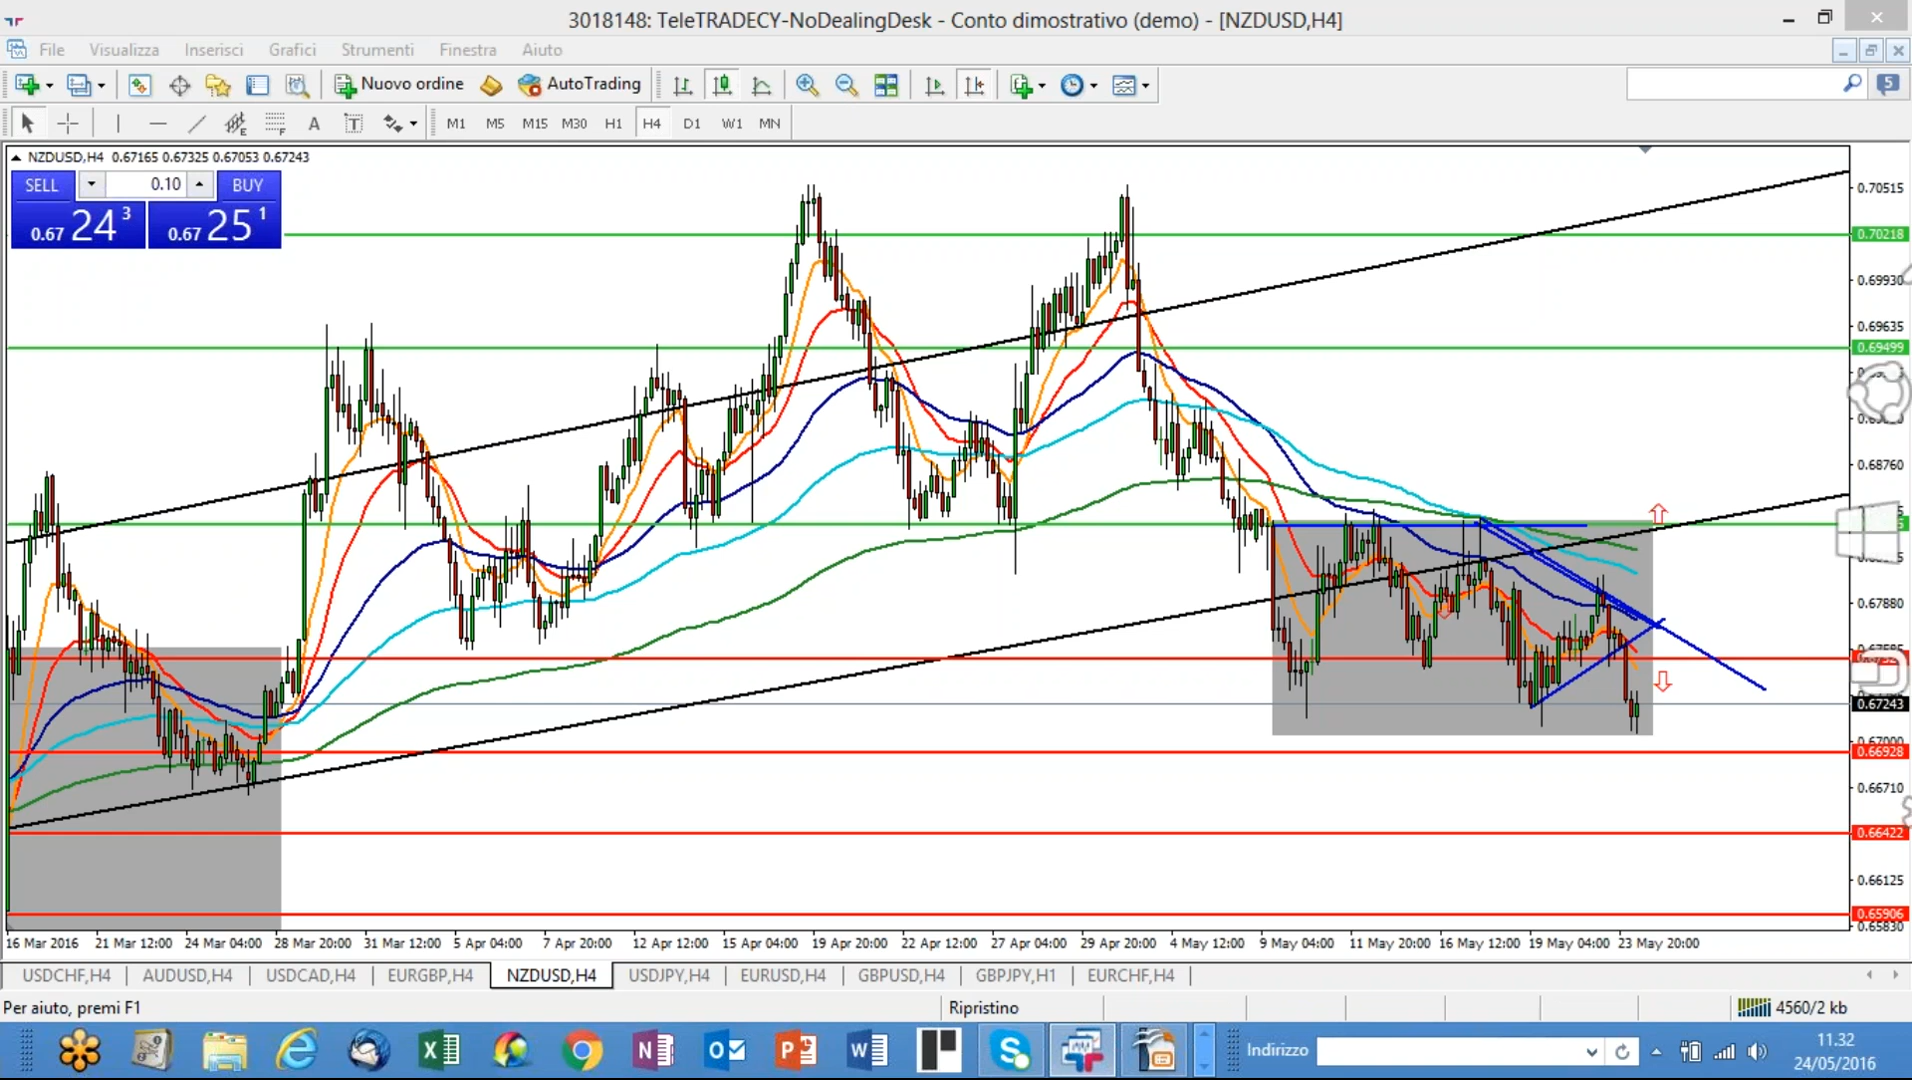 3018148: TeleTRADECY-NoDealingDesk - Conto dimostrativo (demo) - [NZDUSD,H4]
File Visualizza Inserisci Grafici Strumenti Finestra Aiuto
Nuovo ordine AutoTrading 5
A T M1 M5 M15 M30 H1 H4 D1 W1 MN
NZDUSD,H4 0.67165 0.67325 0.67053 0.67243
SELL 0.10 BUY
0.67 24 3 0.67 25 1
0.70515
0.70218
0.69930
0.69635
0.69499
0.68760
0.67880
0.67243
0.67000
0.66928
0.66710
0.66422
0.66125
0.65906
0.65830
16 Mar 2016 21 Mar 12:00 24 Mar 04:00 28 Mar 20:00 31 Mar 12:00 5 Apr 04:00 7 Apr 20:00 12 Apr 12:00 15 Apr 04:00 19 Apr 20:00 22 Apr 12:00 27 Apr 04:00 29 Apr 20:00 4 May 12:00 9 May 04:00 11 May 20:00 16 May 12:00 19 May 04:00 23 May 20:00
USDCHF,H4 AUDUSD,H4 USDCAD,H4 EURGBP,H4 NZDUSD,H4 USDJPY,H4 EURUSD,H4 GBPUSD,H4 GBPJPY,H1 EURCHF,H4
Per aiuto, premi F1 Ripristino 4560/2 kb
Indirizzo 11.32
24/05/2016